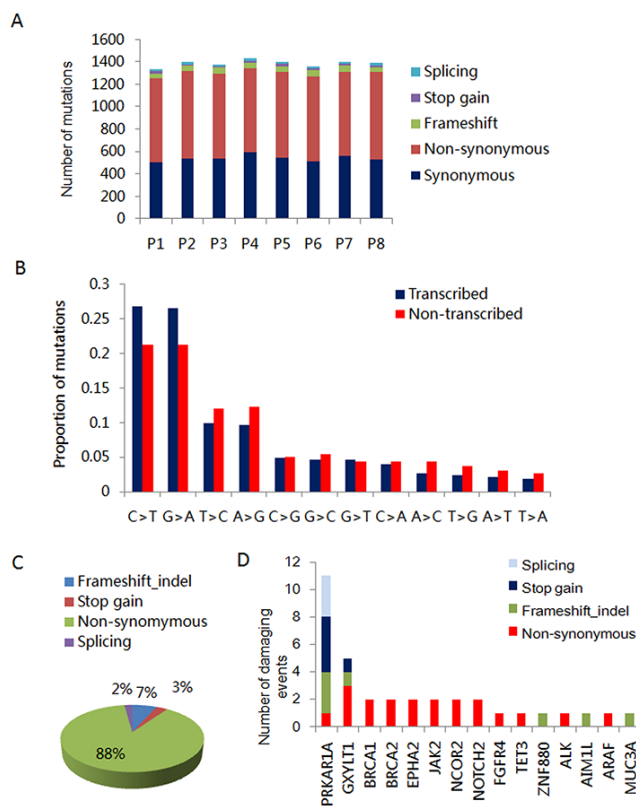 A
Number of mutations
1600
1400
1200
1000
800
600
400
200
0
P1 P2 P3 P4 P5 P6 P7 P8
Splicing
Stop gain
Frameshift
Non-synonymous
Synonymous
B
Proportion of mutations
0.3
0.25
0.2
0.15
0.1
0.05
0
C>T G>A T>C A>G C>G G>C G>T C>A A>C T>G A>T T>A
Transcribed
Non-transcribed
C
Frameshift_indel
Stop gain
Non-synomymous
Splicing
2% 7% 3%
88%
D
Number of damaging
events
12
10
8
6
4
2
0
PRKAR1A
GXYLT1
BRCA1
BRCA2
EPHA2
JAK2
NCOR2
NOTCH2
FGFR4
TET3
ZNF880
ALK
AIM1L
ARAF
MUC3A
Splicing
Stop gain
Frameshift_indel
Non-synonymous